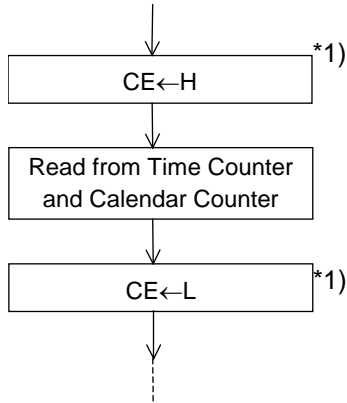 *1)
CE←H
Read from Time Counter
and Calendar Counter
*1)
CE←L